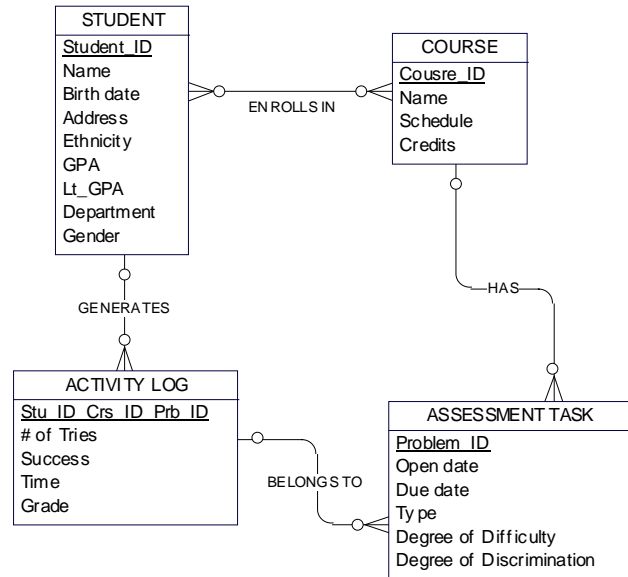 STUDENT
Student_ID
Name
Birth date
Address
Ethnicity
GPA
Lt_GPA
Department
Gender
ENROLLS IN
COURSE
Cousre_ID
Name
Schedule
Credits
GENERATES
HAS
ACTIVITY LOG
Stu_ID_Crs_ID_Prb_ID
# of Tries
Success
Time
Grade
BELONGS TO
ASSESSMENT TASK
Problem_ID
Open date
Due date
Type
Degree of Difficulty
Degree of Discrimination